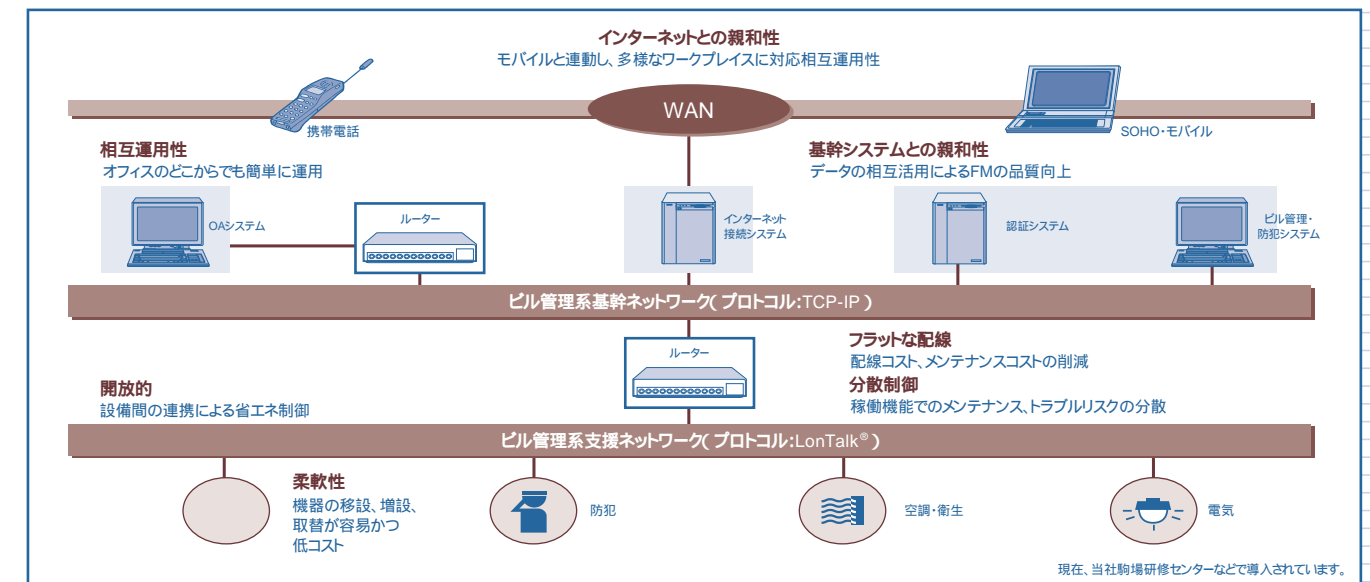 インターネットとの親和性
モバイルと連動し、多様なワークプレイスに対応相互運用性
WAN
携帯電話
SOHO・モバイル
相互運用性
オフィスのどこからでも簡単に運用
基幹システムとの親和性
データの相互活用によるFMの品質向上
OAシステム
ルーター
インターネット
接続システム
認証システム
ビル管理・
防犯システム
ビル管理系基幹ネットワーク(プロトコル:TCP-IP)
ルーター
フラットな配線
配線コスト、メンテナンスコストの削減
分散制御
稼働機能でのメンテナンス、トラブルリスクの分散
開放的
設備間の連携による省エネ制御
ビル管理系支援ネットワーク(プロトコル:LonTalk®)
柔軟性
機器の移設、増設、
取替が容易かつ
低コスト
防犯
空調・衛生
電気
現在、当社駒場研修センターなどで導入されています。